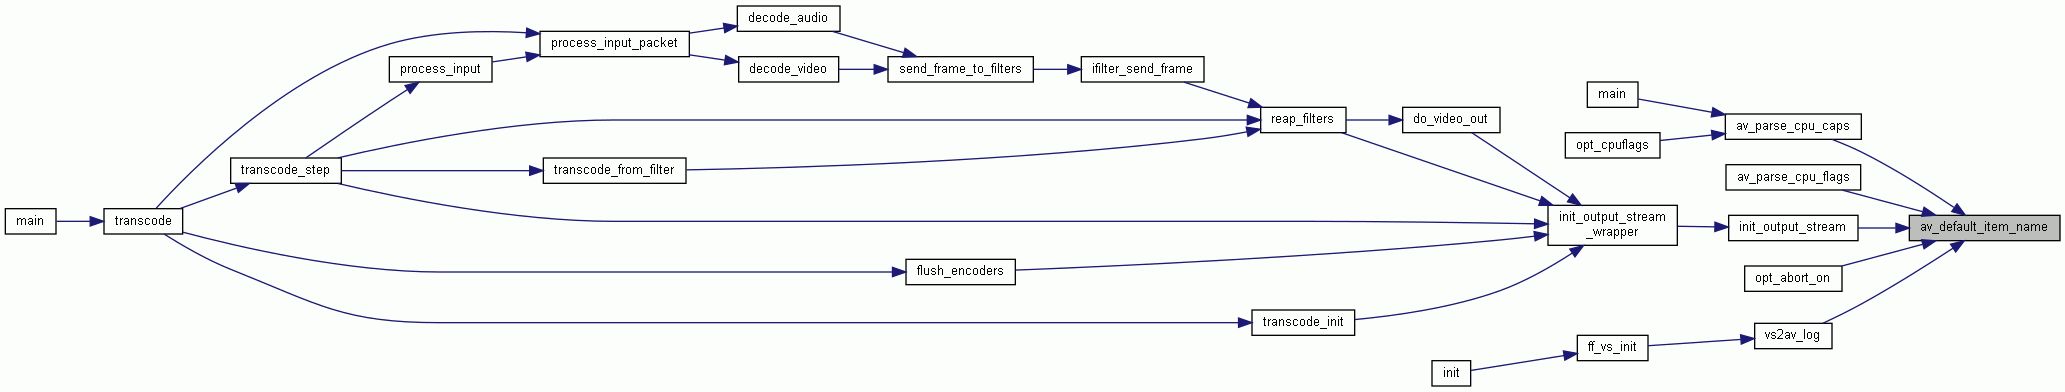 decode_audio
process_input_packet
process_input
decode_video
send_frame_to_filters
ifilter_send_frame
main
reap_filters
do_video_out
av_parse_cpu_caps
opt_cpuflags
transcode_step
transcode_from_filter
av_parse_cpu_flags
main
transcode
init_output_stream
_wrapper
init_output_stream
av_default_item_name
flush_encoders
opt_abort_on
transcode_init
vs2av_log
ff_vs_init
init